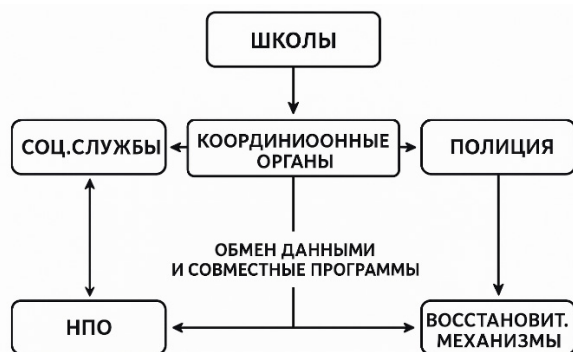 ШКОЛЫ
СОЦ.СЛУЖБЫ
КООРДИНИООННЫЕ
ОРГАНЫ
ПОЛИЦИЯ
ОБМЕН ДАННЫМИ
И СОВМЕСТНЫЕ ПРОГРАММЫ
НПО
ВОССТАНОВИТ.
МЕХАНИЗМЫ